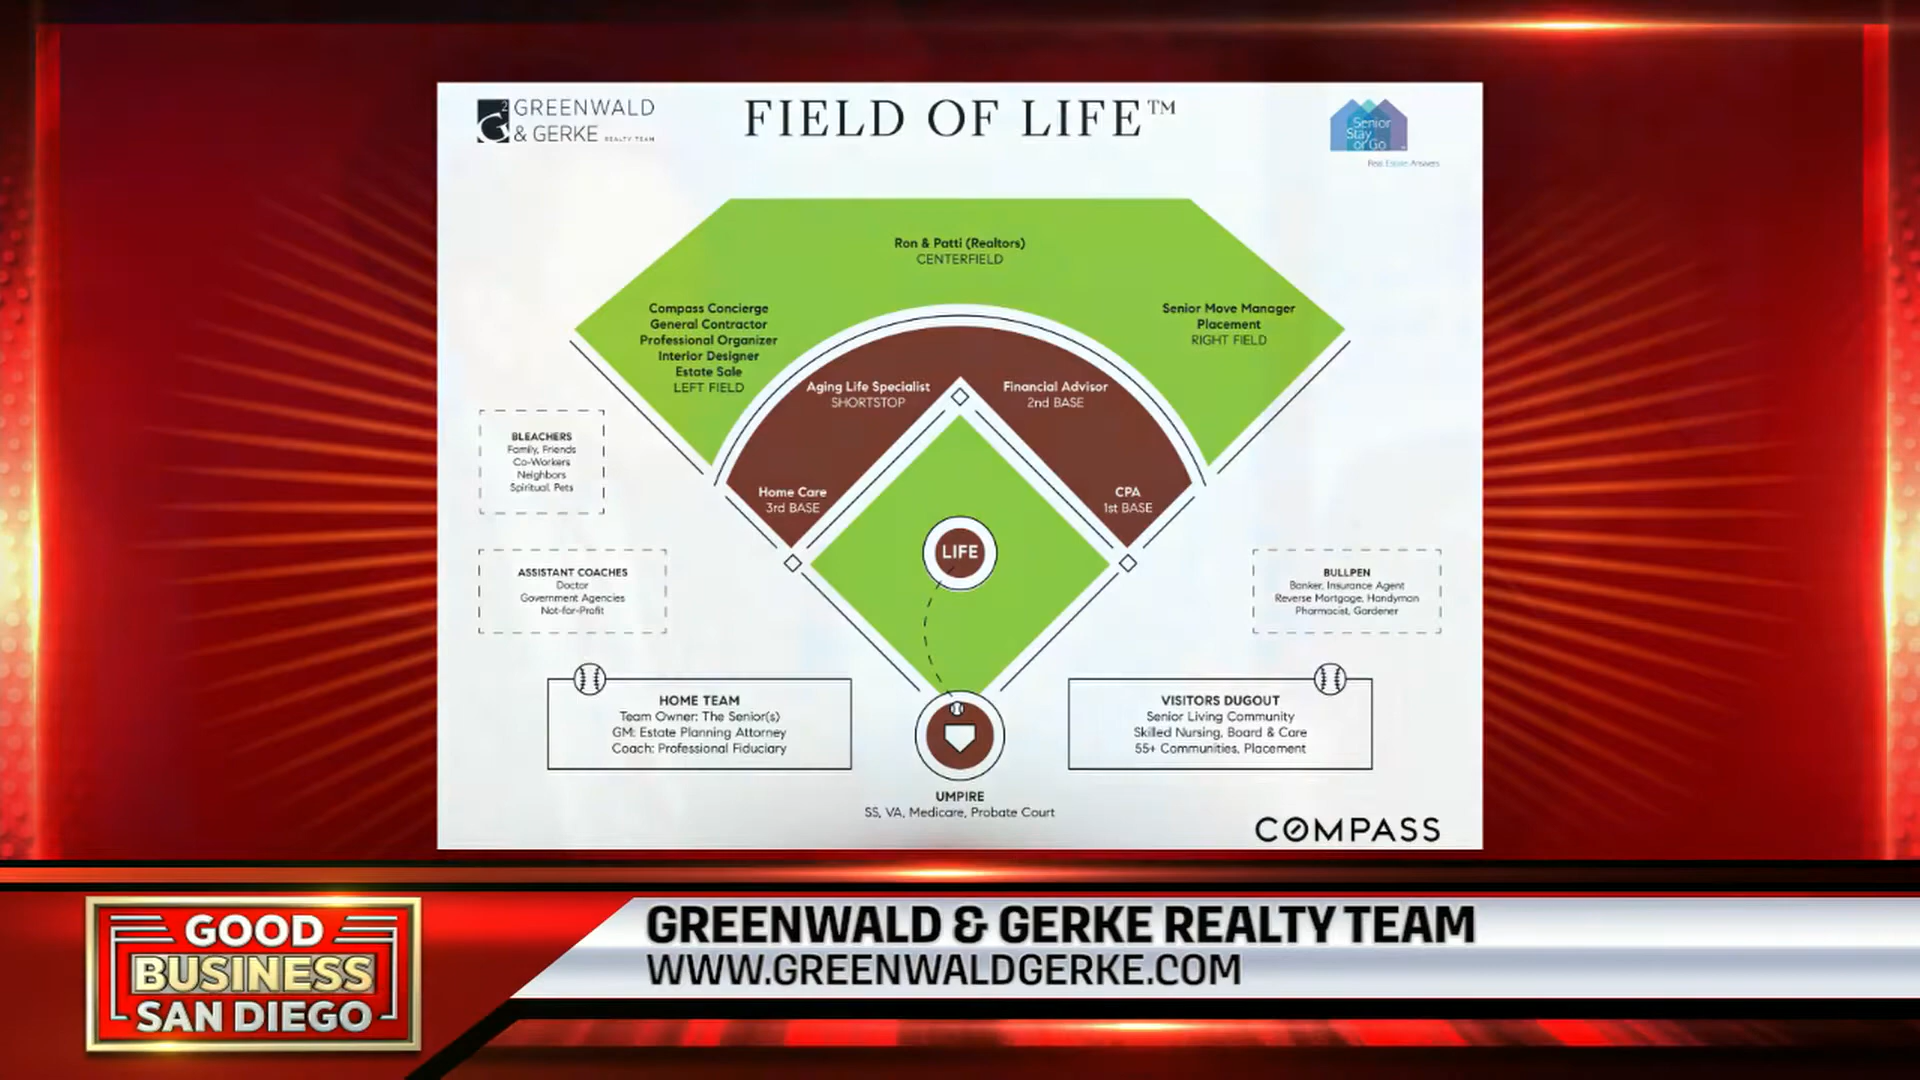 GREENWALD
& GERKE REALTY TEAM
FIELD OF LIFE™
Senior
Stay
or Go
Real Estate Answers
Ron & Patti (Realtors)
CENTERFIELD
Compass Concierge
General Contractor
Professional Organizer
Interior Designer
Estate Sale
LEFT FIELD
Senior Move Manager
Placement
RIGHT FIELD
Aging Life Specialist
SHORTSTOP
Financial Advisor
2nd BASE
BLEACHERS
Family, Friends
Co-Workers
Neighbors
Spiritual, Pets
Home Care
3rd BASE
CPA
1st BASE
LIFE
ASSISTANT COACHES
Doctor
Government Agencies
Not-for-Profit
BULLPEN
Banker, Insurance Agent
Reverse Mortgage, Handyman
Pharmacist, Gardener
HOME TEAM
Team Owner: The Senior(s)
GM: Estate Planning Attorney
Coach: Professional Fiduciary
VISITORS DUGOUT
Senior Living Community
Skilled Nursing, Board & Care
55+ Communities, Placement
UMPIRE
SS, VA, Medicare, Probate Court
COMPASS
GOOD
BUSINESS
SAN DIEGO
GREENWALD & GERKE REALTY TEAM
WWW.GREENWALDGERKE.COM